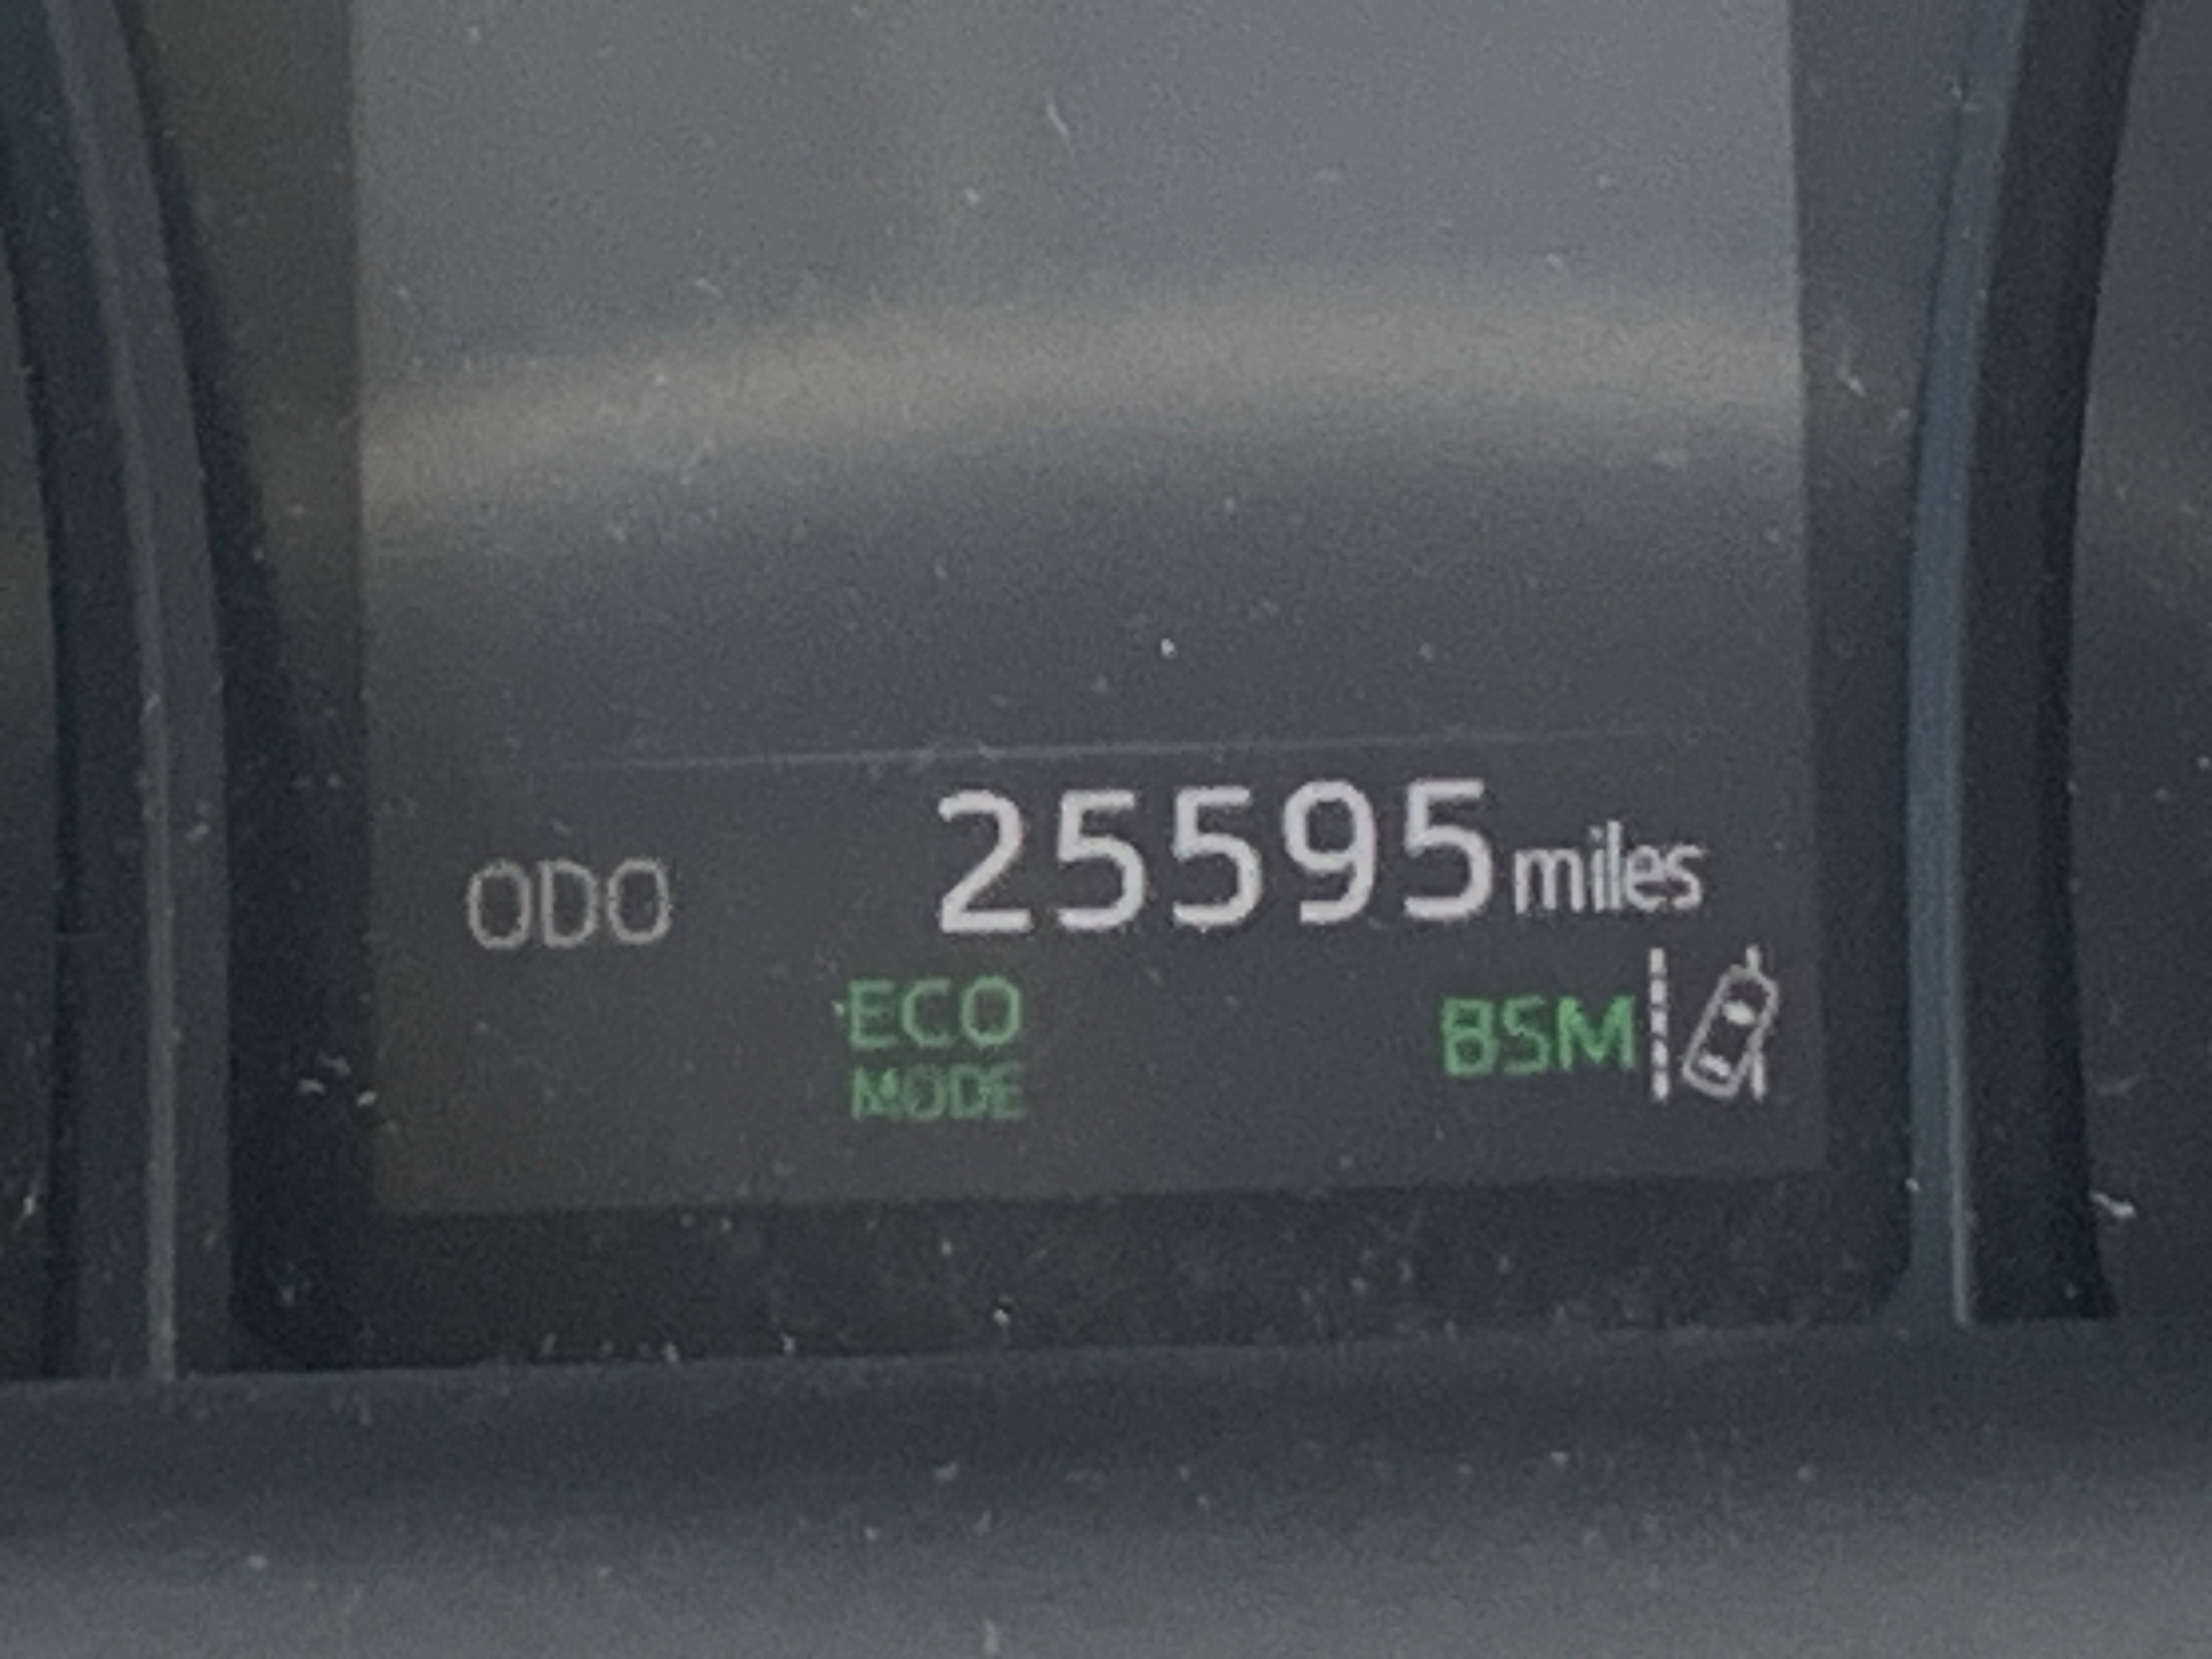 ODO 25595 miles
ECO BSM
MODE